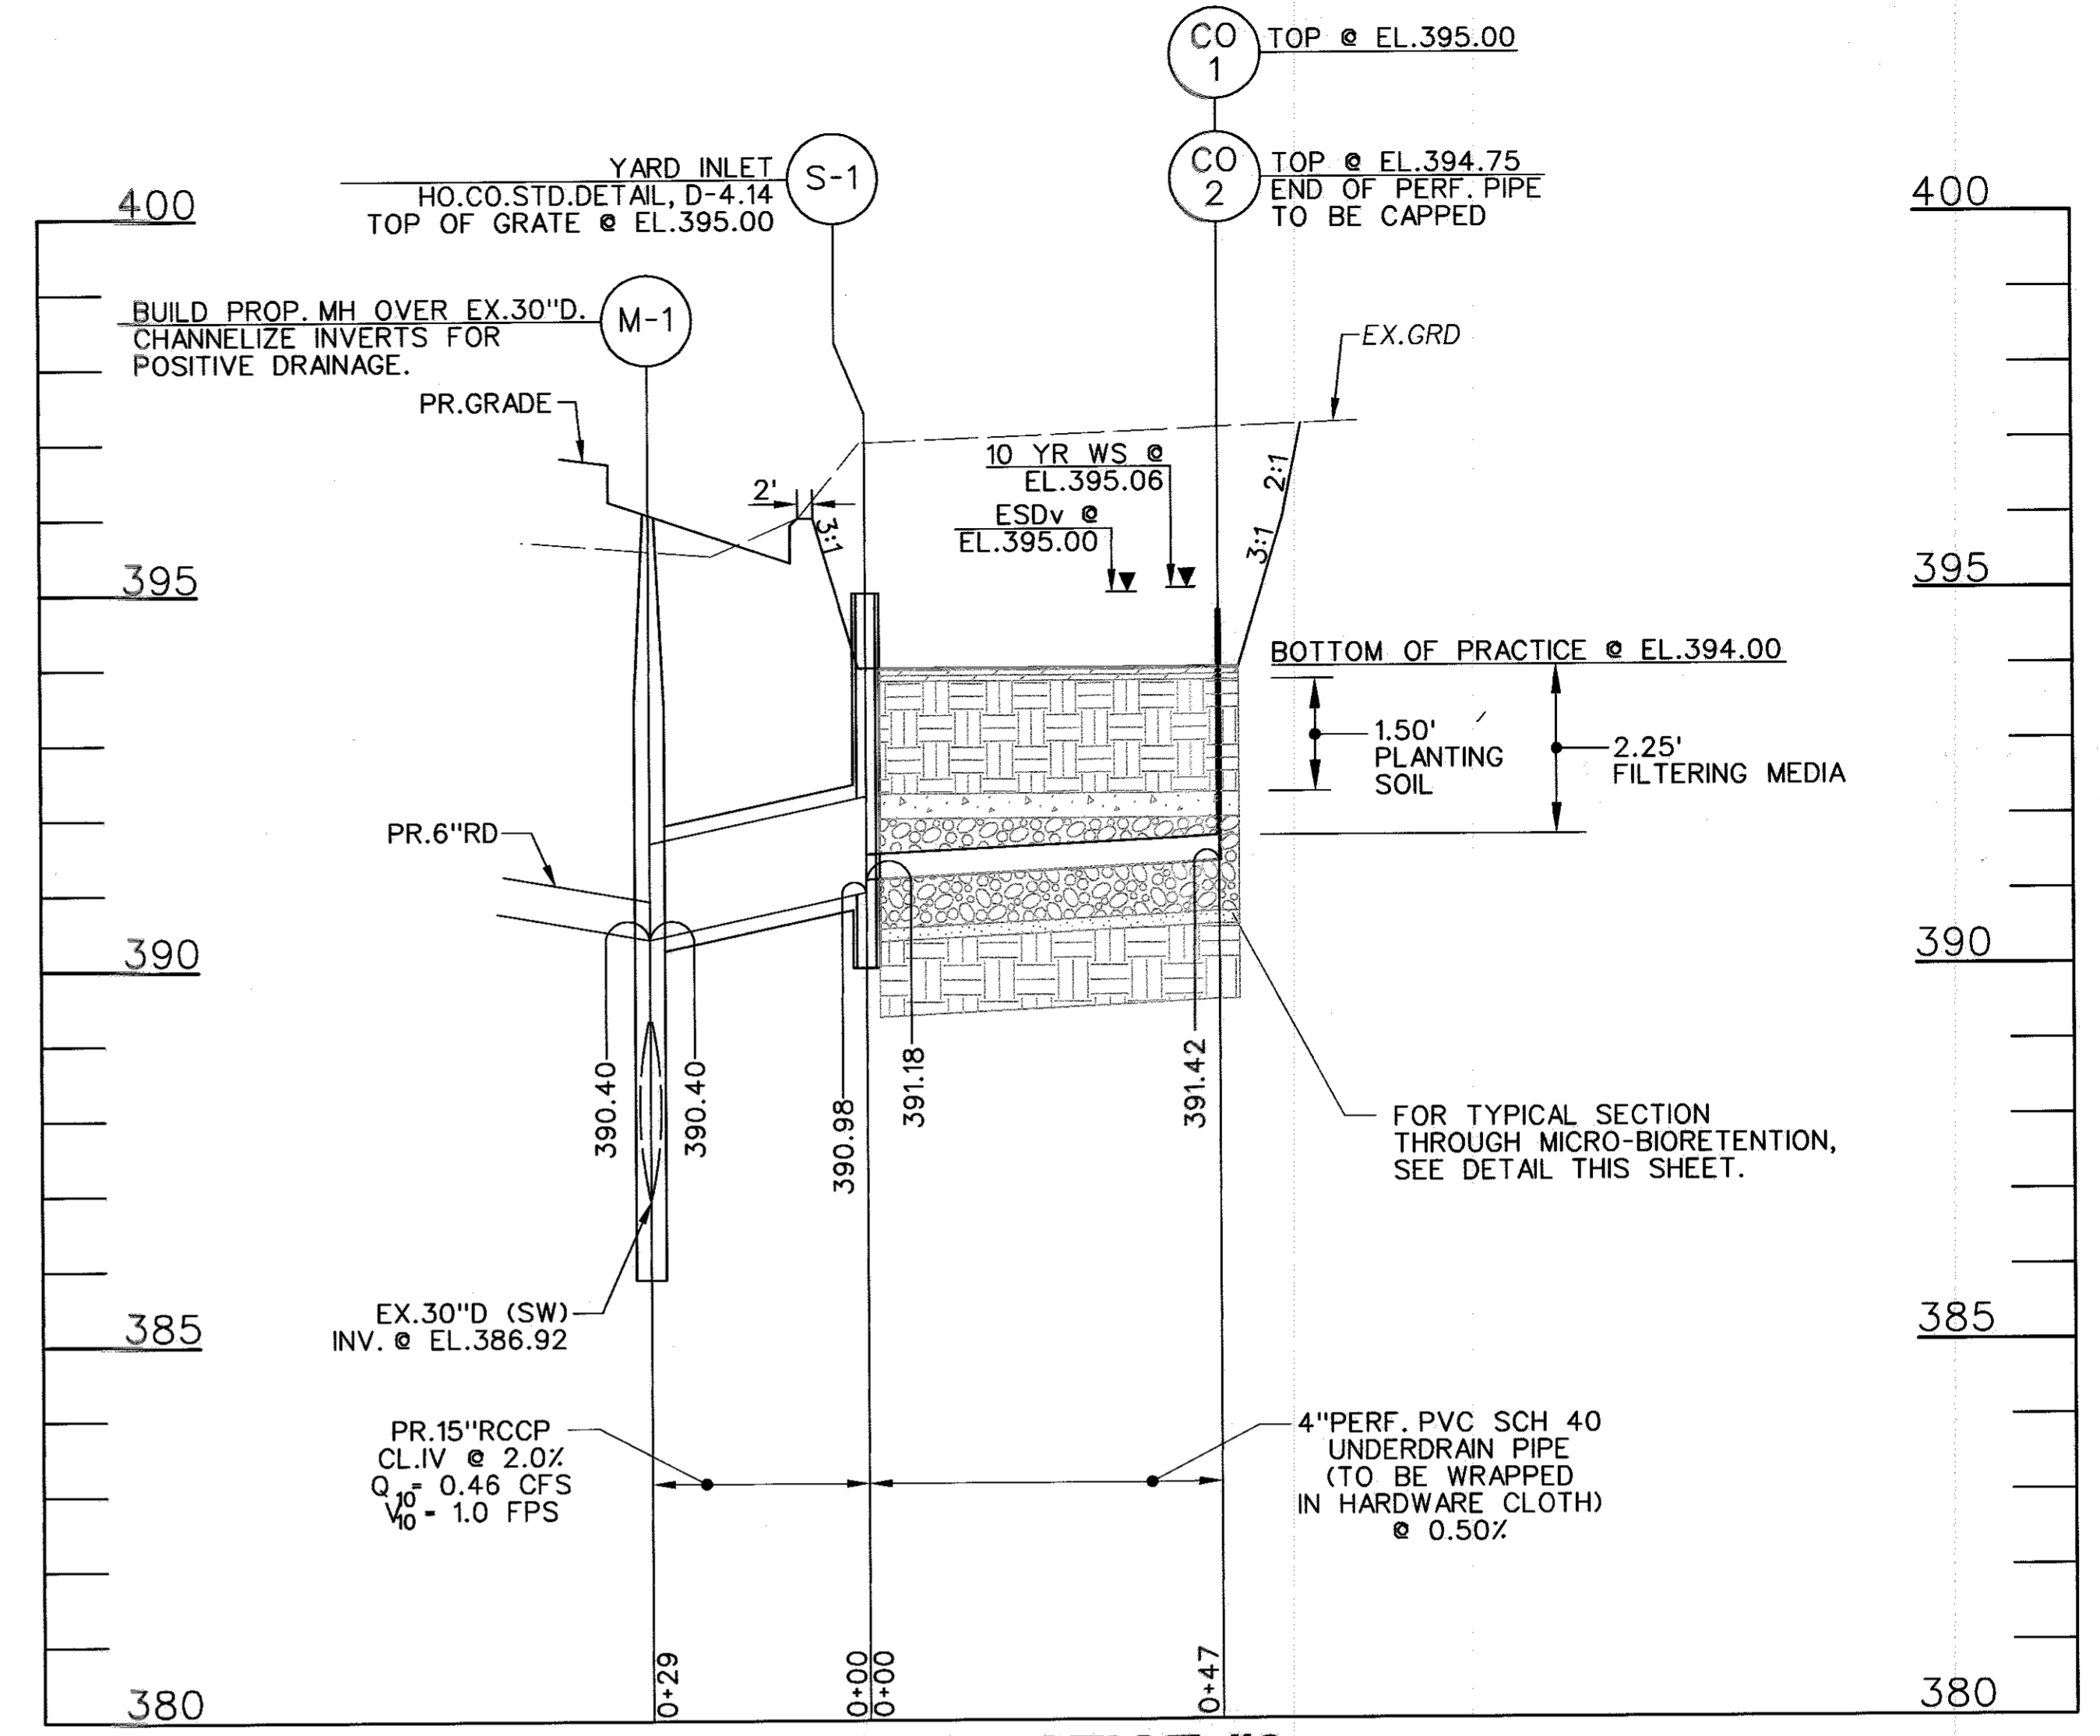 CO
1
TOP @ EL.395.00
CO
2
TOP @ EL.394.75
END OF PERF. PIPE
TO BE CAPPED
YARD INLET
HO.CO.STD.DETAIL, D-4.14
TOP OF GRATE @ EL.395.00
S-1
400
400
BUILD PROP. MH OVER EX.30"D.
CHANNELIZE INVERTS FOR
POSITIVE DRAINAGE.
M-1
EX.GRD
PR.GRADE
2'
3:1
10 YR WS @
EL.395.06
ESDv @
EL.395.00
2:1
3:1
395
395
BOTTOM OF PRACTICE @ EL.394.00
1.50'
PLANTING
SOIL
2.25'
FILTERING MEDIA
PR.6"RD
390
390
390.40
390.40
390.98
391.18
391.42
FOR TYPICAL SECTION
THROUGH MICRO-BIORETENTION,
SEE DETAIL THIS SHEET.
EX.30"D (SW)
INV. @ EL.386.92
385
385
PR.15"RCCP
CL.IV @ 2.0%
Q10= 0.46 CFS
V10= 1.0 FPS
4"PERF. PVC SCH 40
UNDERDRAIN PIPE
(TO BE WRAPPED
IN HARDWARE CLOTH)
@ 0.50%
0+29
0+00
0+00
0+47
380
380